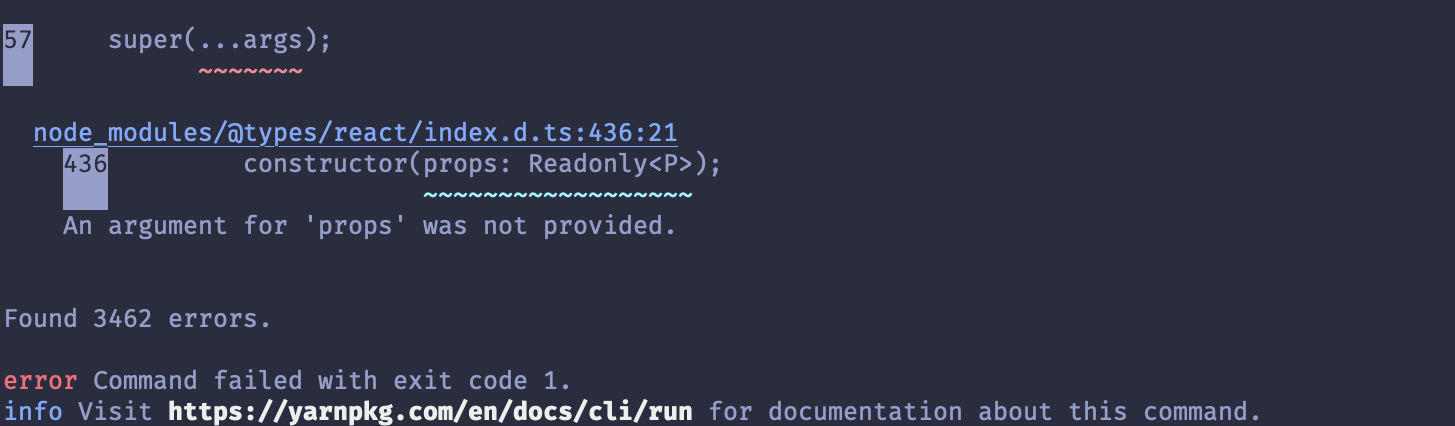 57      super(...args);
              ~~~~~~~
node_modules/@types/react/index.d.ts:436:21
436         constructor(props: Readonly<P>);
                        ~~~~~~~~~~~~~~~~~~
An argument for 'props' was not provided.
Found 3462 errors.
error Command failed with exit code 1.
info Visit https://yarnpkg.com/en/docs/cli/run for documentation about this command.